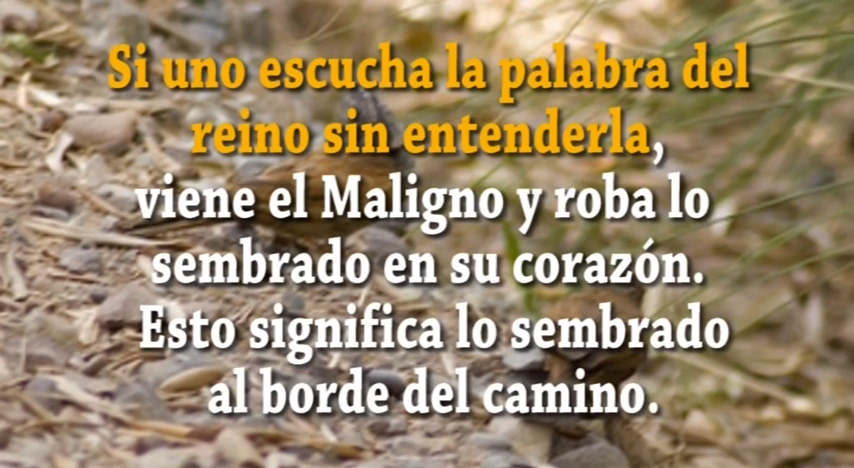 Si uno escucha la palabra del
reino sin entenderla,
viene el Maligno y roba lo
sembrado en su corazón.
Esto significa lo sembrado
al borde del camino.